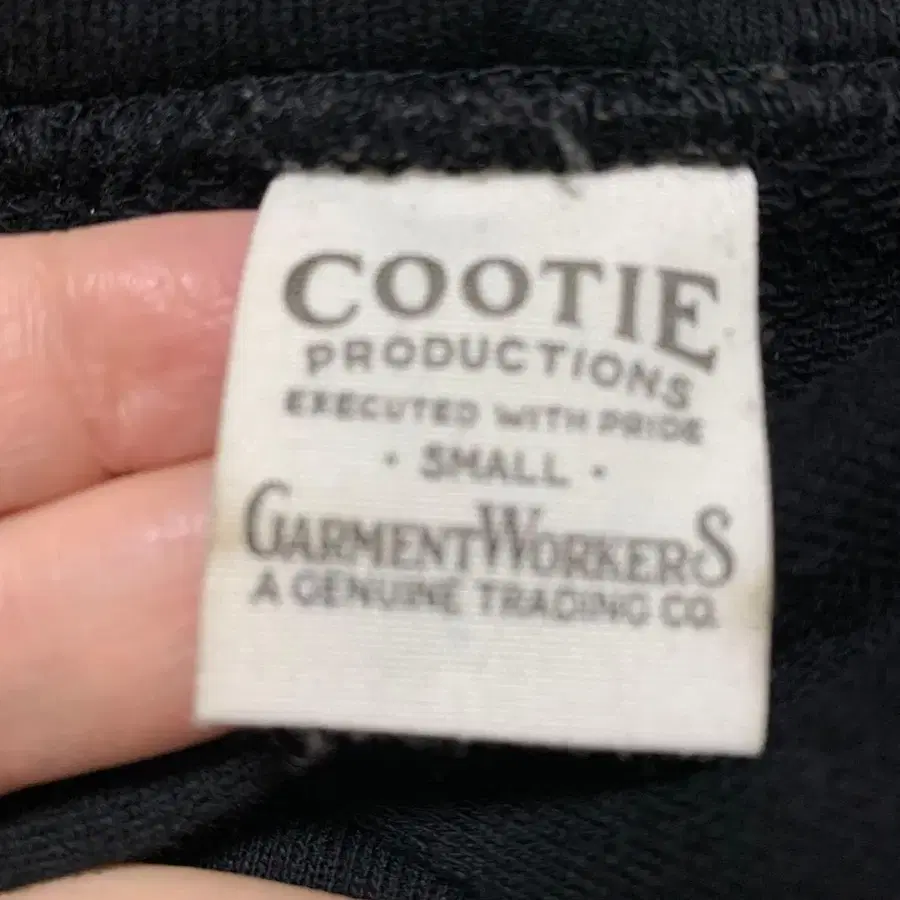 COOTIE
PRODUCTIONS
EXECUTED WITH PRIDE
· SMALL ·
GARMENTWORKERS
A GENUINE TRADING CO.